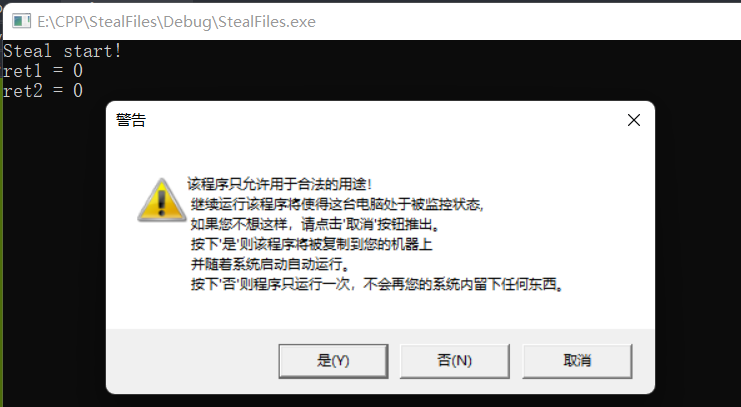 E:\CPP\StealFiles\Debug\StealFiles.exe
Steal start!
ret1 = 0
ret2 = 0
警告
该程序只允许用于合法的用途！
继续运行该程序将使得这台电脑处于被监控状态,
如果您不想这样，请点击'取消'按钮推出。
按下'是'则该程序将被复制到您的机器上
并随着系统启动自动运行。
按下'否'则程序只运行一次，不会再您的系统内留下任何东西。
是(Y)
否(N)
取消